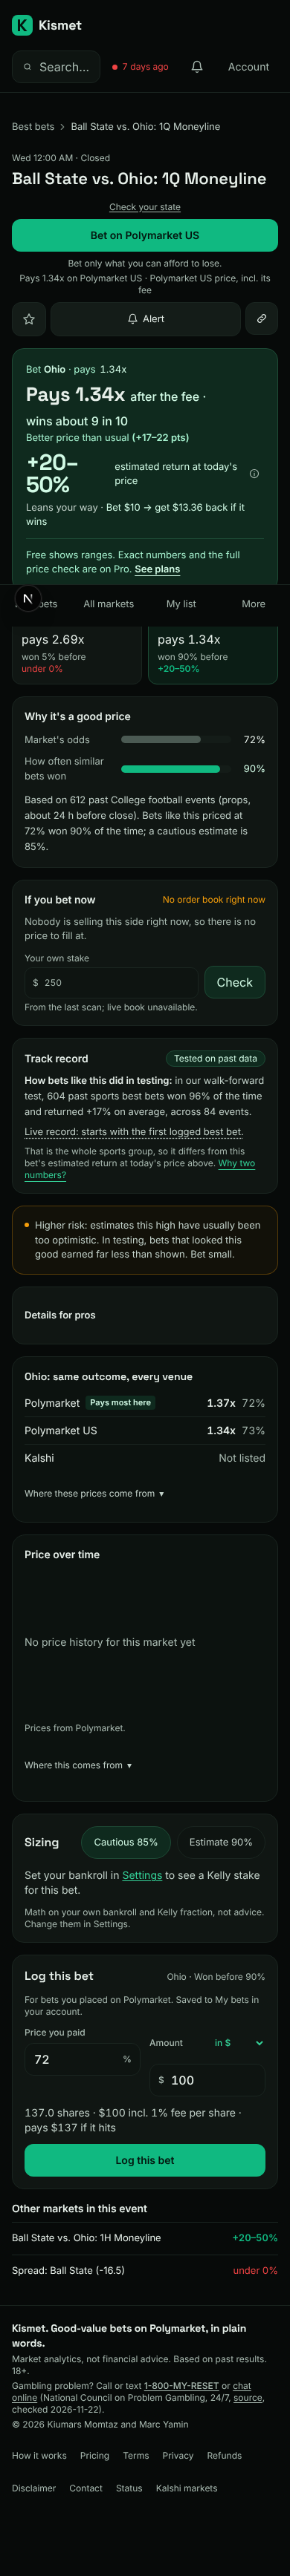 Kismet
Search...
7 days ago
Account
Best bets > Ball State vs. Ohio: 1Q Moneyline
Wed 12:00 AM · Closed
Ball State vs. Ohio: 1Q Moneyline
Check your state
Bet on Polymarket US
Bet only what you can afford to lose.
Pays 1.34x on Polymarket US · Polymarket US price, incl. its
fee
Alert
Bet Ohio · pays 1.34x
Pays 1.34x after the fee ·
wins about 9 in 10
Better price than usual (+17–22 pts)
+20–
50%
estimated return at today's
price
Leans your way · Bet $10 → get $13.36 back if it
wins
Free shows ranges. Exact numbers and the full
price check are on Pro. See plans
N
bets
All markets
My list
More
pays 2.69x
won 5% before
under 0%
pays 1.34x
won 90% before
+20–50%
Why it's a good price
Market's odds
72%
How often similar
bets won
90%
Based on 612 past College football events (props,
about 24 h before close). Bets like this priced at
72% won 90% of the time; a cautious estimate is
85%.
If you bet now
No order book right now
Nobody is selling this side right now, so there is no
price to fill at.
Your own stake
$ 250
Check
From the last scan; live book unavailable.
Track record
Tested on past data
How bets like this did in testing: in our walk-forward
test, 604 past sports best bets won 96% of the time
and returned +17% on average, across 84 events.
Live record: starts with the first logged best bet.
That is the whole sports group, so it differs from this
bet's estimated return at today's price above. Why two
numbers?
Higher risk: estimates this high have usually been
too optimistic. In testing, bets that looked this
good earned far less than shown. Bet small.
Details for pros
Ohio: same outcome, every venue
Polymarket Pays most here 1.37x 72%
Polymarket US 1.34x 73%
Kalshi Not listed
Where these prices come from ▾
Price over time
No price history for this market yet
Prices from Polymarket.
Where this comes from ▾
Sizing
Cautious 85%
Estimate 90%
Set your bankroll in Settings to see a Kelly stake
for this bet.
Math on your own bankroll and Kelly fraction, not advice.
Change them in Settings.
Log this bet
Ohio · Won before 90%
For bets you placed on Polymarket. Saved to My bets in
your account.
Price you paid
72 %
Amount
in $
$ 100
137.0 shares · $100 incl. 1% fee per share ·
pays $137 if it hits
Log this bet
Other markets in this event
Ball State vs. Ohio: 1H Moneyline +20–50%
Spread: Ball State (-16.5) under 0%
Kismet. Good-value bets on Polymarket, in plain
words.
Market analytics, not financial advice. Based on past results.
18+.
Gambling problem? Call or text 1-800-MY-RESET or chat
online (National Council on Problem Gambling, 24/7, source,
checked 2026-11-22).
© 2026 Kiumars Momtaz and Marc Yamin
How it works
Pricing
Terms
Privacy
Refunds
Disclaimer
Contact
Status
Kalshi markets